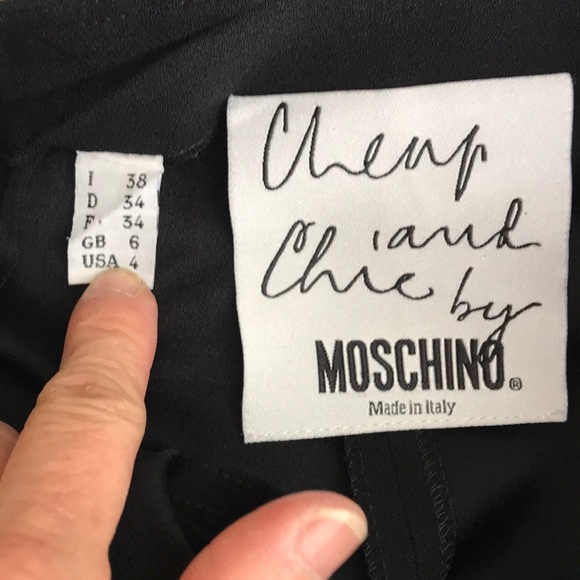 I 38
D 34
F. 34
GB 6
USA 4
Cheap
and
Chic by
MOSCHINO®
Made in Italy